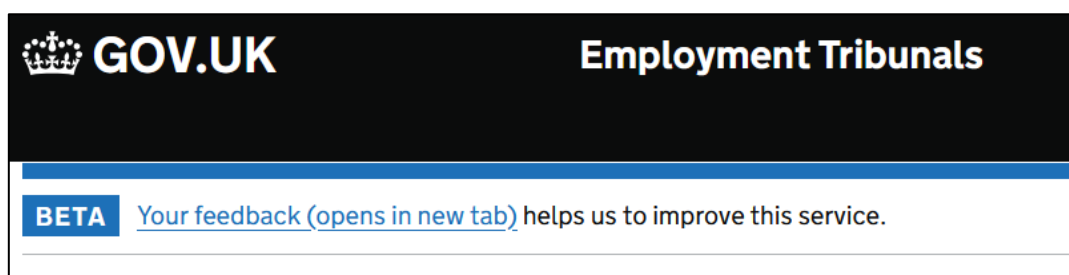 GOV.UK Employment Tribunals
BETA Your feedback (opens in new tab) helps us to improve this service.